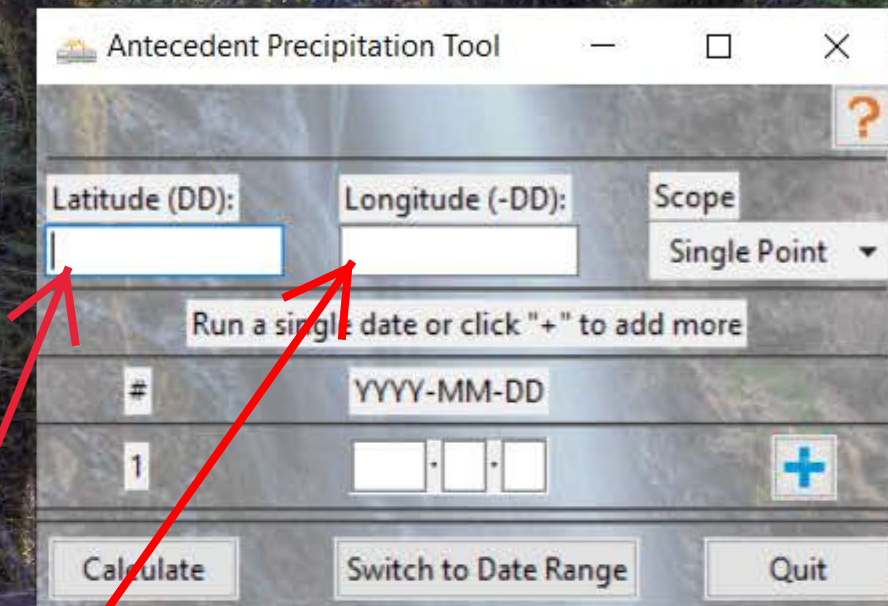 Antecedent Precipitation Tool
?
Latitude (DD): Longitude (-DD): Scope
Single Point
Run a single date or click "+" to add more
# YYYY-MM-DD
1 - -
Calculate Switch to Date Range Quit